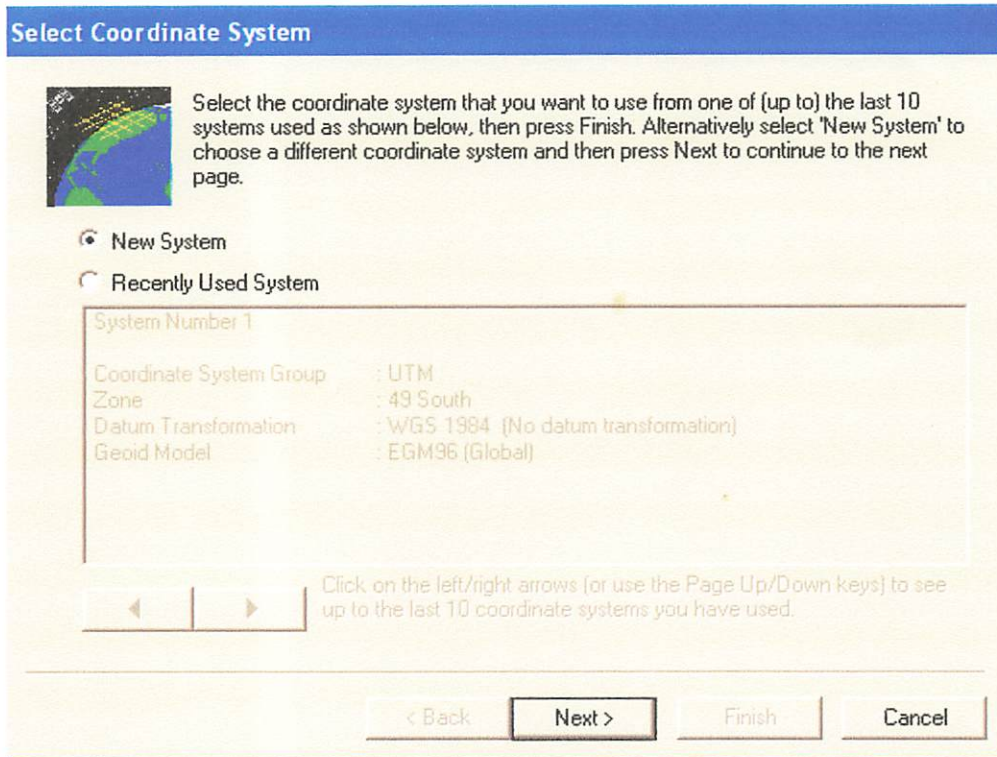 Select Coordinate System
Select the coordinate system that you want to use from one of (up to) the last 10
systems used as shown below, then press Finish. Alternatively select 'New System' to
choose a different coordinate system and then press Next to continue to the next
page.
New System
Recently Used System
System Number 1
Coordinate System Group : UTM
Zone : 49 South
Datum Transformation : WGS 1984 (No datum transformation)
Geoid Model : EGM96 (Global)
Click on the left/right arrows (or use the Page Up/Down keys) to see
up to the last 10 coordinate systems you have used.
< Back Next > Finish Cancel